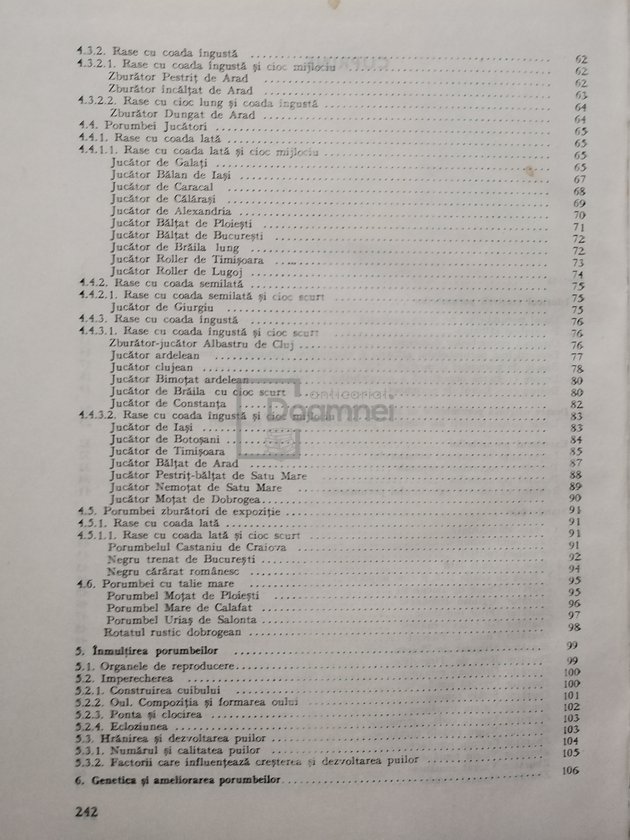 4.3.2. Rase cu coada îngustă 62
4.3.2.1. Rase cu coada îngustă și cioc mijlociu 62
Zburător Pestriț de Arad 62
Zburător încălțat de Arad 63
4.3.2.2. Rase cu cioc lung și coada îngustă 64
Zburător Dungat de Arad 64
4.4. Porumbei Jucători 65
4.4.1. Rase cu coada lată 65
4.4.1.1. Rase cu coada lată și cioc mijlociu 65
Jucător de Galați 65
Jucător Bălan de Iași 67
Jucător de Caracal 68
Jucător de Călărași 69
Jucător de Alexandria 70
Jucător Bălțat de Ploiești 71
Jucător Bălțat de București 72
Jucător de Brăila lung 72
Jucător Roller de Timișoara 73
Jucător Roller de Lugoj 74
4.4.2. Rase cu coada semilată 75
4.4.2.1. Rase cu coada semilată și cioc scurt 75
Jucător de Giurgiu 75
4.4.3. Rase cu coada îngustă 76
4.4.3.1. Rase cu coada îngustă și cioc scurt 76
Zburător-jucător Albastru de Cluj 76
Jucător ardelean 77
Jucător clujean 78
Jucător Bimoțat ardelean 80
Jucător de Brăila cu cioc scurt 80
Jucător de Constanța 82
4.4.3.2. Rase cu coada îngustă și cioc mijlociu 83
Jucător de Iași 83
Jucător de Botoșani 84
Jucător de Timișoara 85
Jucător Bălțat de Arad 87
Jucător Pestriț-bălțat de Satu Mare 88
Jucător Nemoțat de Satu Mare 89
Jucător Moțat de Dobrogea 90
4.5. Porumbei zburători de expoziție 91
4.5.1. Rase cu coada lată 91
4.5.1.1. Rase cu coada lată și cioc scurt 91
Porumbelul Castaniu de Craiova 91
Negru trenat de București 92
Negru cărărat românesc 94
4.6. Porumbei cu talie mare 95
Porumbel Moțat de Ploiești 95
Porumbel Mare de Calafat 96
Porumbel Uriaș de Salonta 97
Rotatul rustic dobrogean 98
5. Înmulțirea porumbeilor 99
5.1. Organele de reproducere 99
5.2. Imperecherea 100
5.2.1. Construirea cuibului 100
5.2.2. Oul. Compoziția și formarea oului 101
5.2.3. Ponta și clocirea 102
5.2.4. Ecloziunea 103
5.3. Hrănirea și dezvoltarea puilor 103
5.3.1. Numărul și calitatea puilor 104
5.3.2. Factorii care influențează creșterea și dezvoltarea puilor 105
6. Genetica și ameliorarea porumbeilor 106
242
anticariat
Doamnei